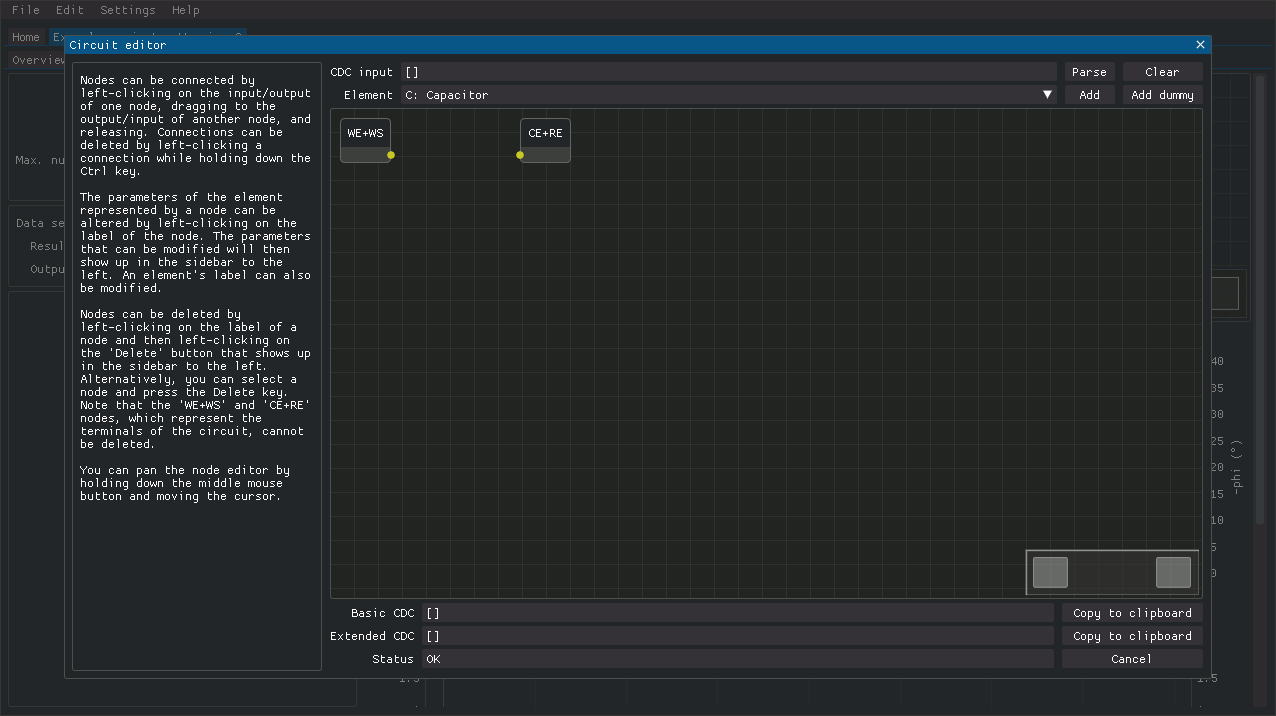 File Edit Settings Help
Home
Circuit editor
Overview
Nodes can be connected by
left-clicking on the input/output
of one node, dragging to the
output/input of another node, and
releasing. Connections can be
deleted by left-clicking a
connection while holding down the
Ctrl key.
The parameters of the element
represented by a node can be
altered by left-clicking on the
label of the node. The parameters
that can be modified will then
show up in the sidebar to the
left. An element's label can also
be modified.
Nodes can be deleted by
left-clicking on the label of a
node and then left-clicking on
the 'Delete' button that shows up
in the sidebar to the left.
Alternatively, you can select a
node and press the Delete key.
Note that the 'WE+WS' and 'CE+RE'
nodes, which represent the
terminals of the circuit, cannot
be deleted.
You can pan the node editor by
holding down the middle mouse
button and moving the cursor.
CDC input [] Parse Clear
Element C: Capacitor Add Add dummy
WE+WS CE+RE
Max. nu
Data se
Resul
Outpu
40
35
30
25
20
15
10
5
0
-phi (°)
Basic CDC [] Copy to clipboard
Extended CDC [] Copy to clipboard
Status OK Cancel
1.5 1.5